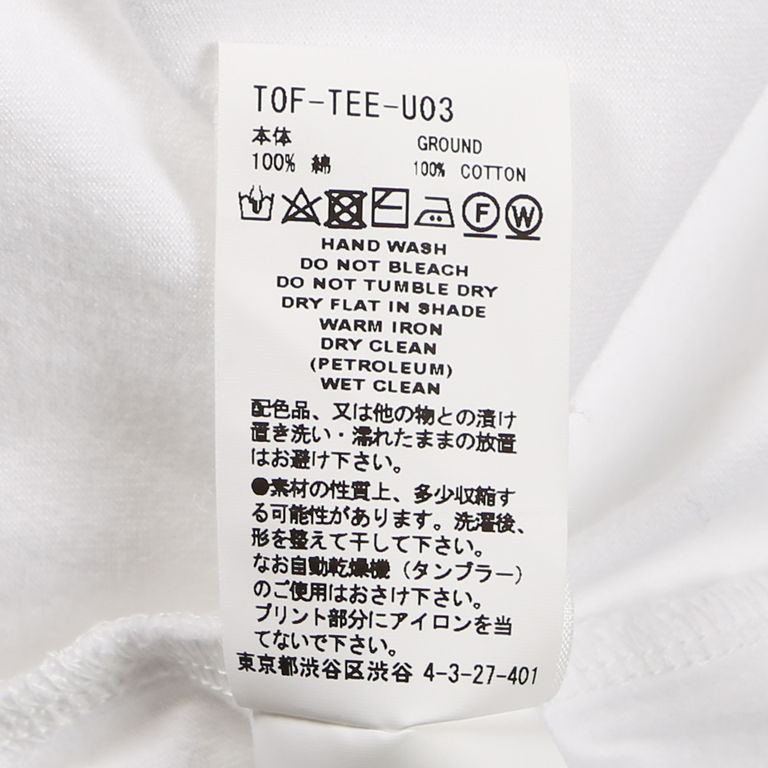 TOF-TEE-U03
本体 GROUND
100% 綿 100% COTTON
F W
HAND WASH
DO NOT BLEACH
DO NOT TUMBLE DRY
DRY FLAT IN SHADE
WARM IRON
DRY CLEAN
(PETROLEUM)
WET CLEAN
配色品、又は他の物との漬け
置き洗い・濡れたままの放置
はお避け下さい。
●素材の性質上、多少収縮す
る可能性があります。洗濯後、
形を整えて干して下さい。
なお自動乾燥機（タンブラー）
のご使用はおさけ下さい。
プリント部分にアイロンを当
てないで下さい。
東京都渋谷区渋谷 4-3-27-401